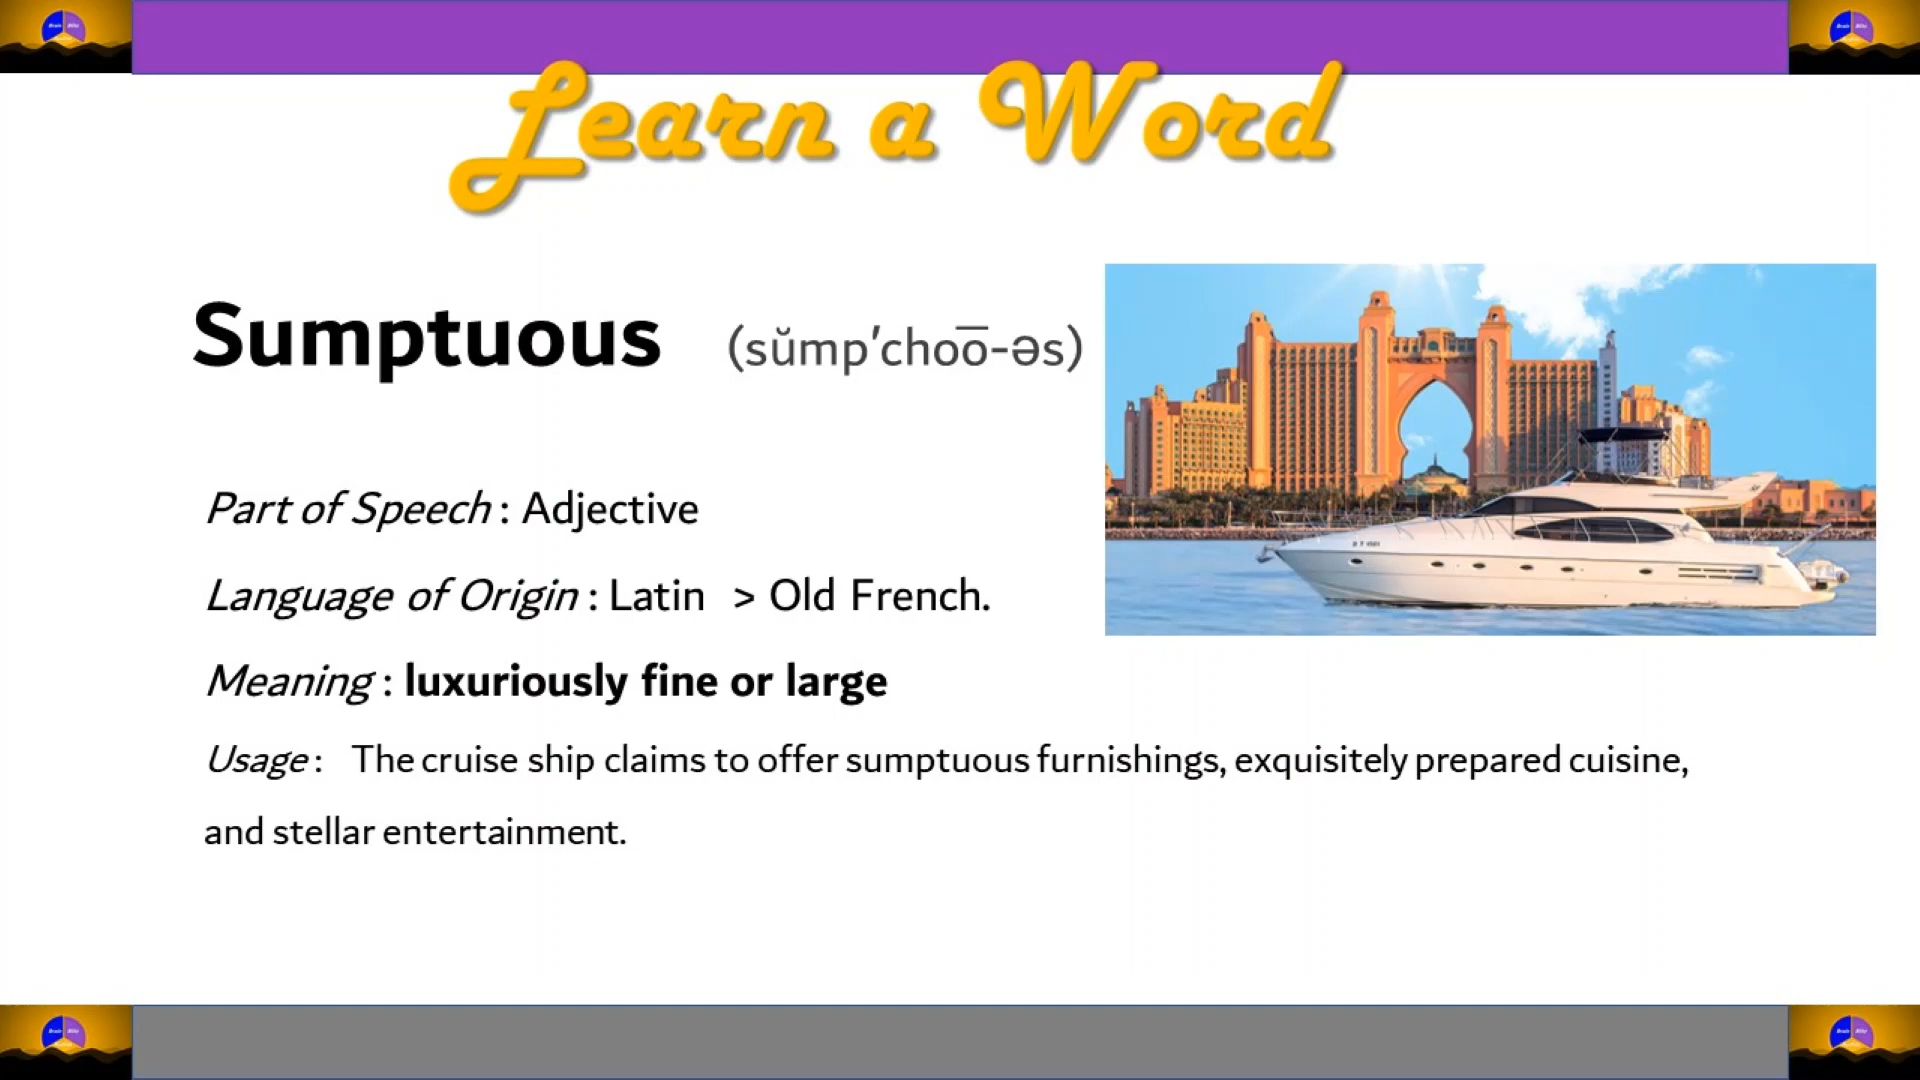 Learn a Word
Sumptuous (sŭmp′cho͞o-əs)
Part of Speech : Adjective
Language of Origin : Latin > Old French.
Meaning : luxuriously fine or large
Usage : The cruise ship claims to offer sumptuous furnishings, exquisitely prepared cuisine,
and stellar entertainment.